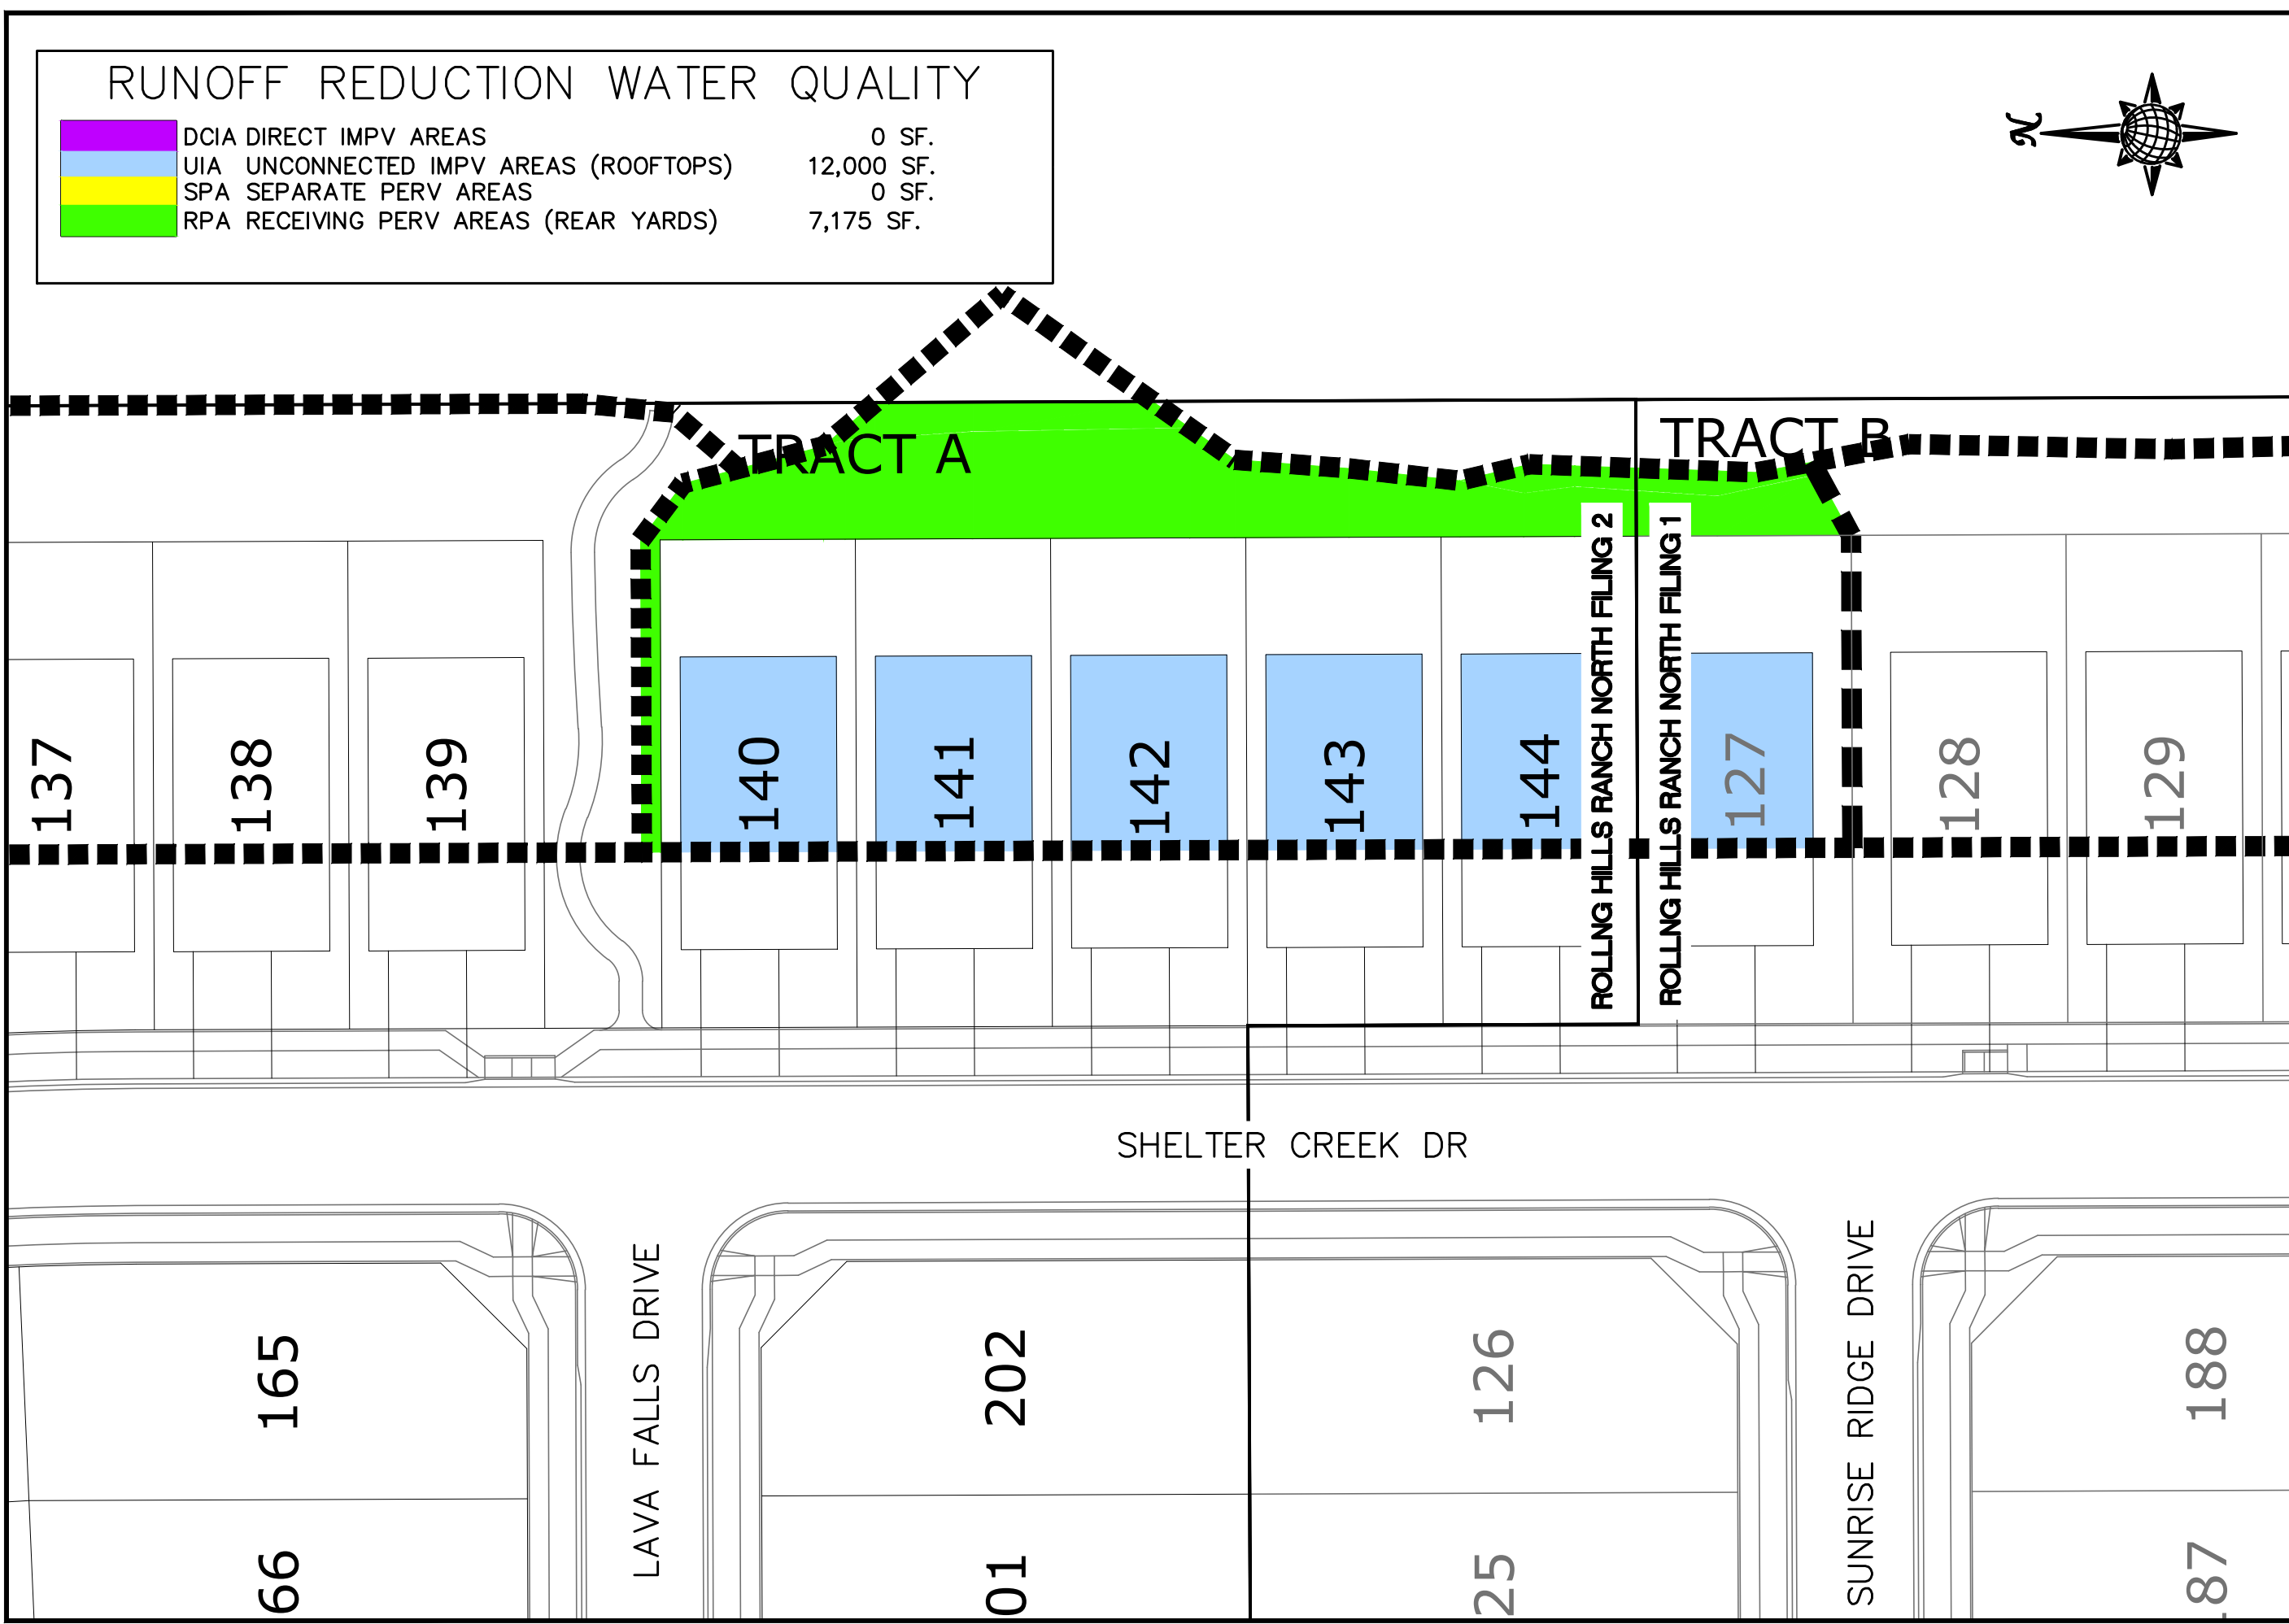 RUNOFF REDUCTION WATER QUALITY
DCIA DIRECT IMPV AREAS 0 SF.
UIA UNCONNECTED IMPV AREAS (ROOFTOPS) 12,000 SF.
SPA SEPARATE PERV AREAS 0 SF.
RPA RECEIVING PERV AREAS (REAR YARDS) 7,175 SF.
N
TRACT A
TRACT B
ROLLNG HILLS RANCH NORTH FILING 2
ROLLNG HILLS RANCH NORTH FILING 1
137
138
139
140
141
142
143
144
127
128
129
SHELTER CREEK DR
LAVA FALLS DRIVE
SUNRISE RIDGE DRIVE
165
202
126
188
66
01
25
87